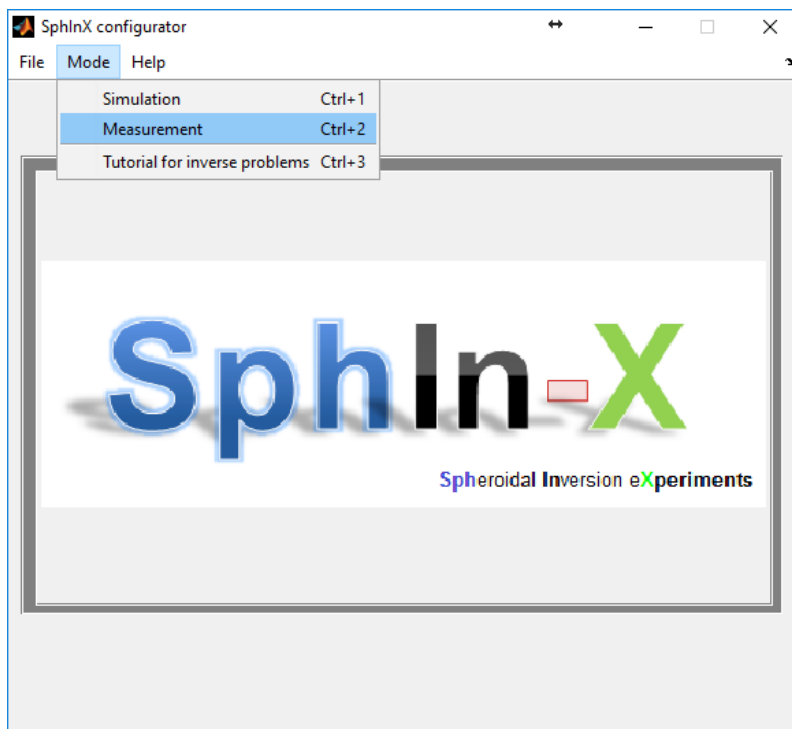 SphInX configurator
File Mode Help
Simulation Ctrl+1
Measurement Ctrl+2
Tutorial for inverse problems Ctrl+3
SphIn-X
Spheroidal Inversion eXperiments